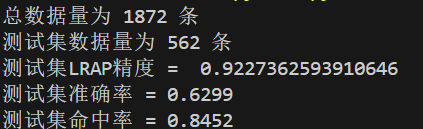 总数据量为 1872 条
测试集数据量为 562 条
测试集LRAP精度 =  0.9227362593910646
测试集准确率 = 0.6299
测试集命中率 = 0.8452